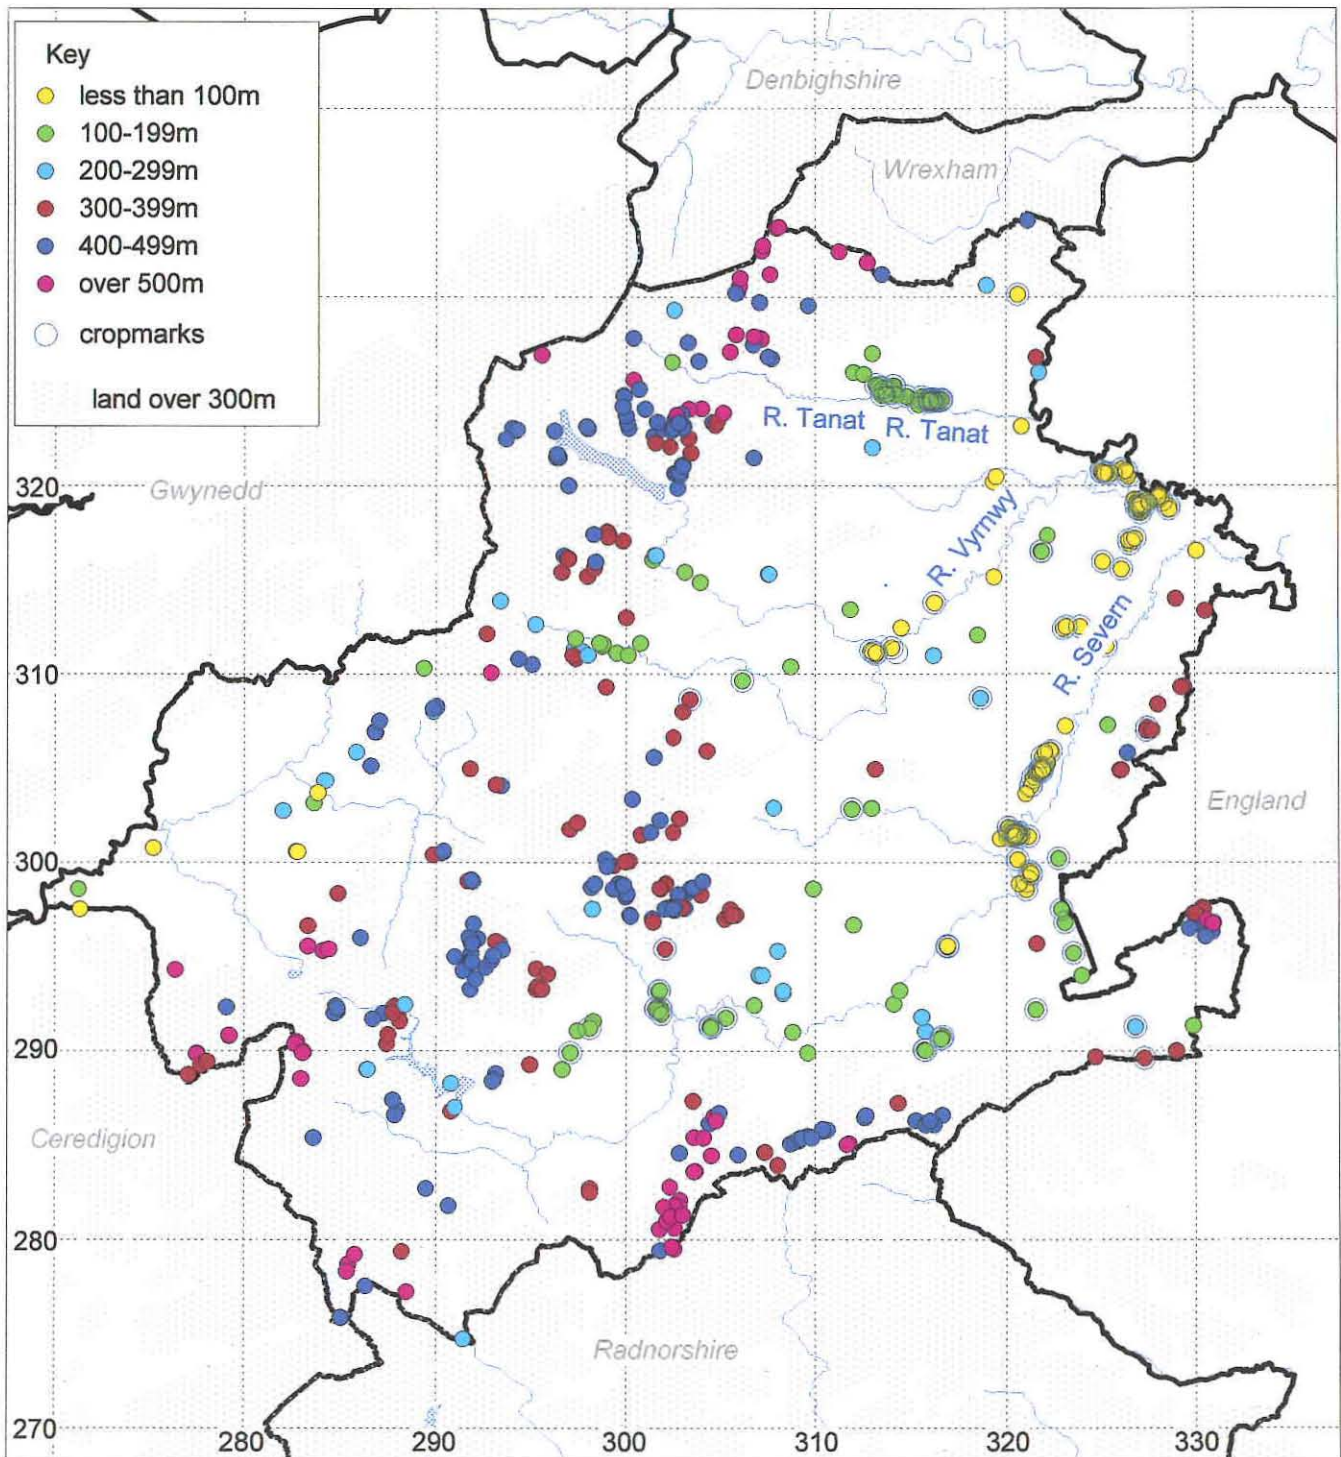 Key
less than 100m
100-199m
200-299m
300-399m
400-499m
over 500m
cropmarks
land over 300m
Denbighshire
Wrexham
R. Tanat
R. Tanat
320
Gwynedd
R. Vyrnwy
R. Severn
310
England
300
290
Ceredigion
280
Radnorshire
270
280
290
300
310
320
330